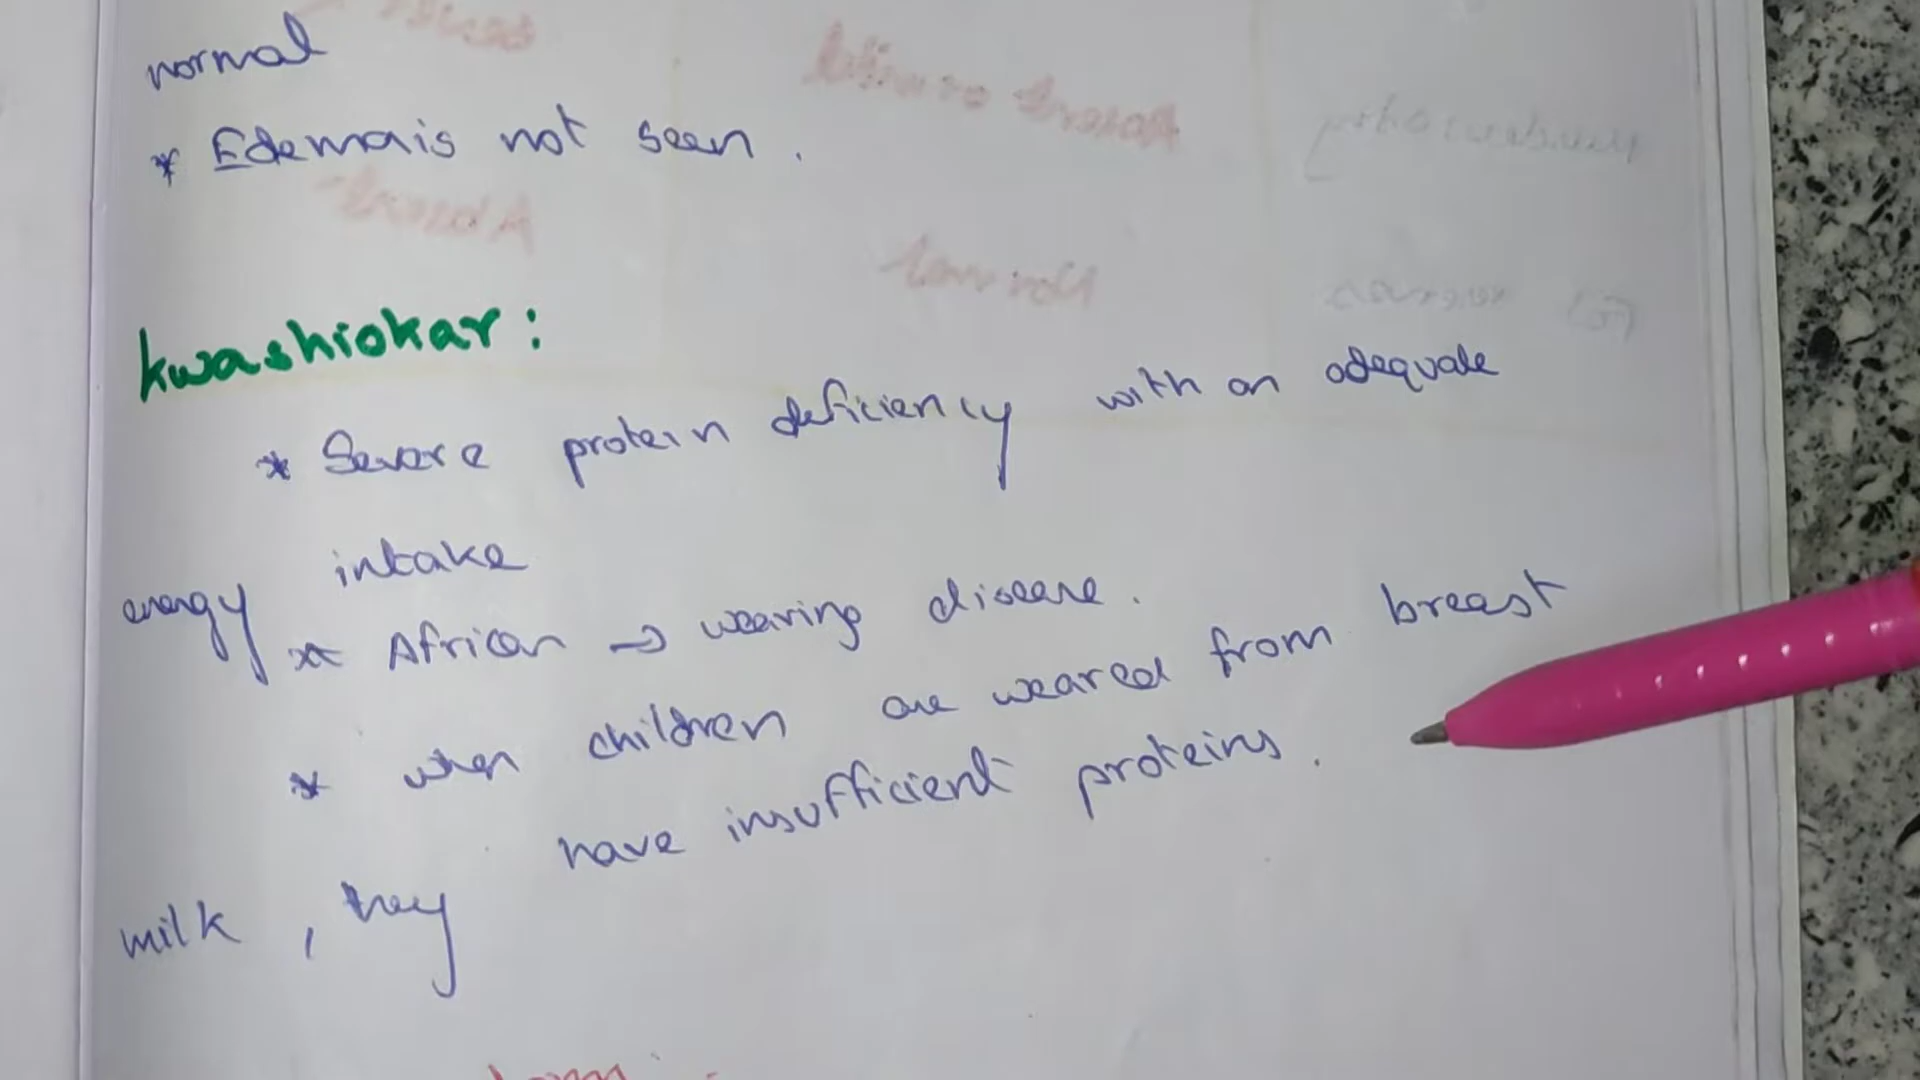 normal
* Edema is not seen.
kwashiokar:
* Severe protein deficiency with an adequate
energy intake
* African → weaning disease.
* when children are weaned from breast
milk, they have insufficient proteins.